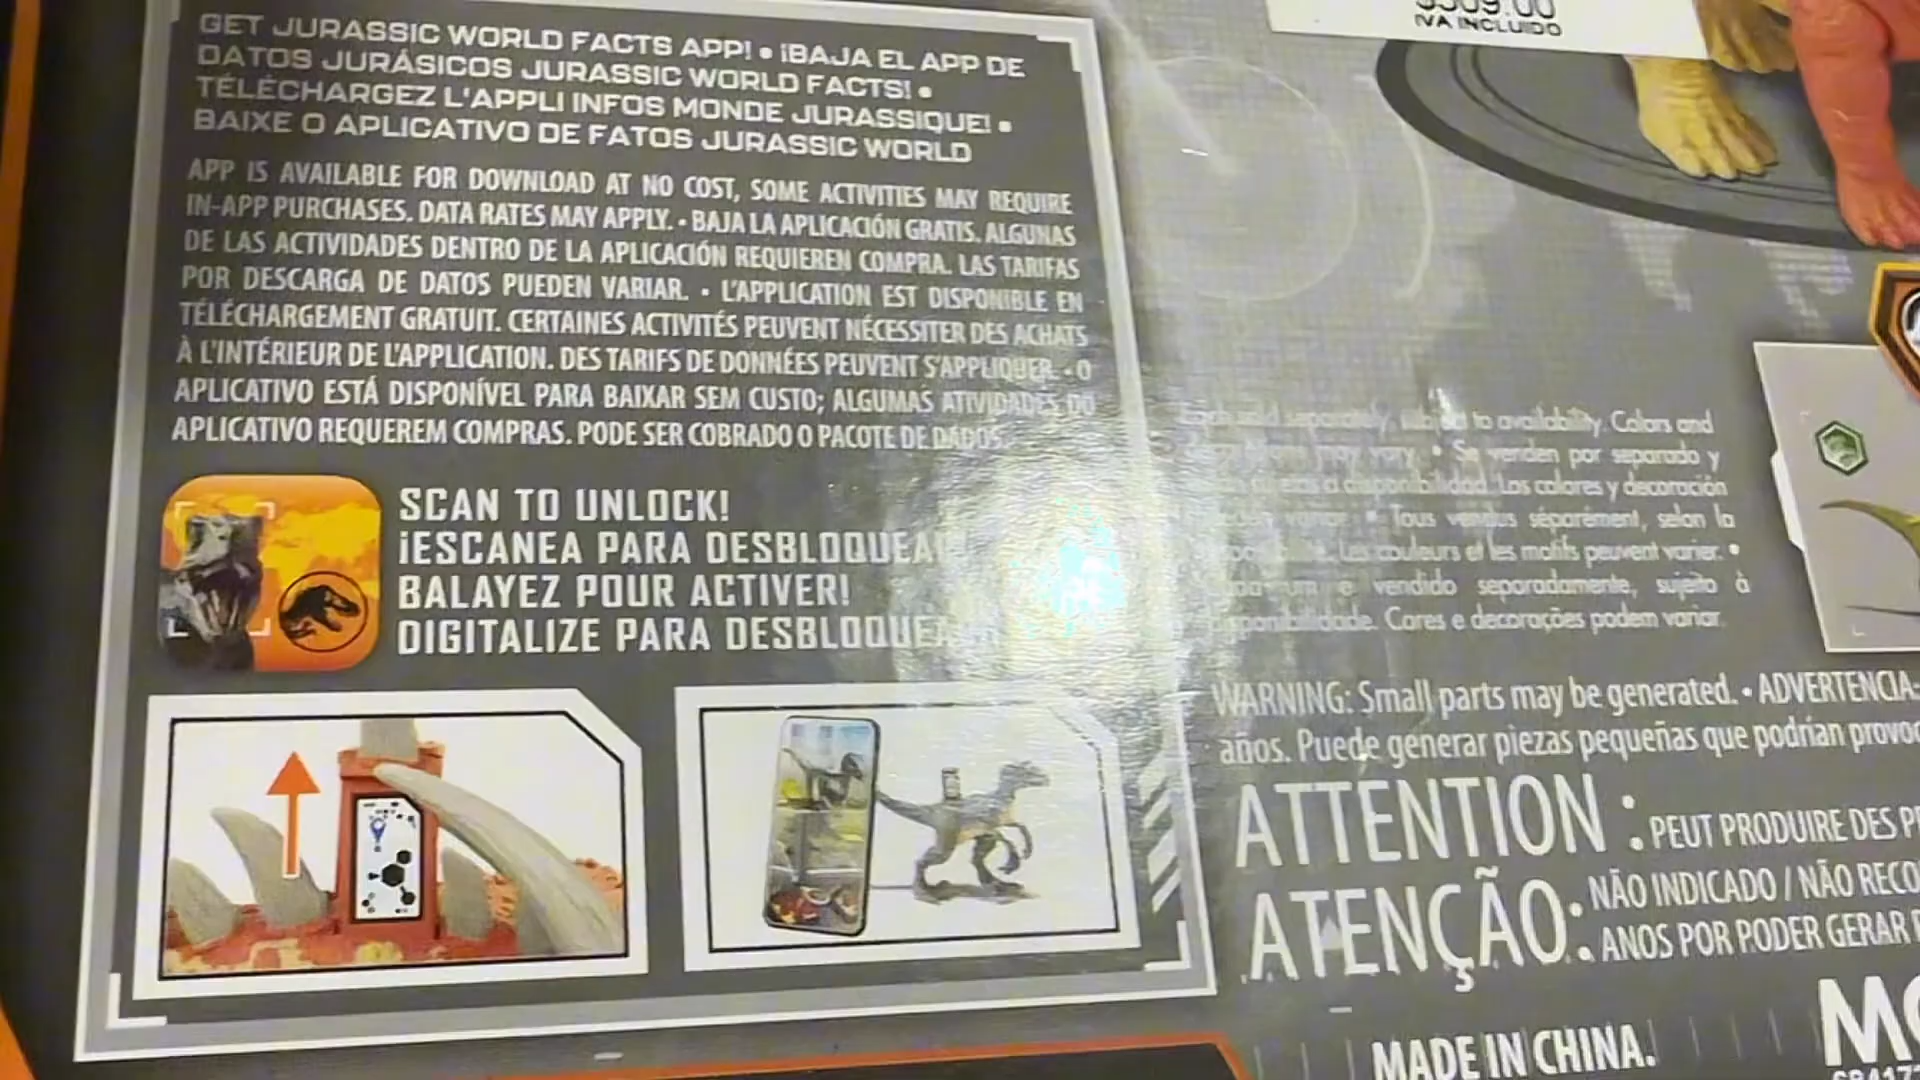 GET JURASSIC WORLD FACTS APP! • ¡BAJA EL APP DE
DATOS JURÁSICOS JURASSIC WORLD FACTS! •
TÉLÉCHARGEZ L'APPLI INFOS MONDE JURASSIQUE! •
BAIXE O APLICATIVO DE FATOS JURASSIC WORLD
APP IS AVAILABLE FOR DOWNLOAD AT NO COST, SOME ACTIVITIES MAY REQUIRE
IN-APP PURCHASES. DATA RATES MAY APPLY. • BAJA LA APLICACIÓN GRATIS. ALGUNAS
DE LAS ACTIVIDADES DENTRO DE LA APLICACIÓN REQUIEREN COMPRA. LAS TARIFAS
POR DESCARGA DE DATOS PUEDEN VARIAR. • L'APPLICATION EST DISPONIBLE EN
TÉLÉCHARGEMENT GRATUIT. CERTAINES ACTIVITÉS PEUVENT NÉCESSITER DES ACHATS
À L'INTÉRIEUR DE L'APPLICATION. DES TARIFS DE DONNÉES PEUVENT S'APPLIQUER. • O
APLICATIVO ESTÁ DISPONÍVEL PARA BAIXAR SEM CUSTO; ALGUMAS ATIVIDADES DO
APLICATIVO REQUEREM COMPRAS. PODE SER COBRADO O PACOTE DE DADOS.
SCAN TO UNLOCK!
¡ESCANEA PARA
BALAYEZ POUR ACTIVER!
DIGITALIZE PARA
IVA INCLUIDO
separately, subject to availability. Colors and
may vary. • Se venden por separado y
disponibilidad. Los colores y decoración
• Tous vendus séparément, selon la
Les couleurs et les motifs peuvent varier. •
e vendido separadamente, sujeito à
Cores e decorações podem variar.
WARNING: Small parts may be generated. • ADVERTENCIA:
años. Puede generar piezas pequeñas que podrían
ATTENTION : PEUT PRODUIRE DES
ATENÇÃO: NÃO INDICADO / NÃO
ANOS POR PODER GERAR
MADE IN CHINA.